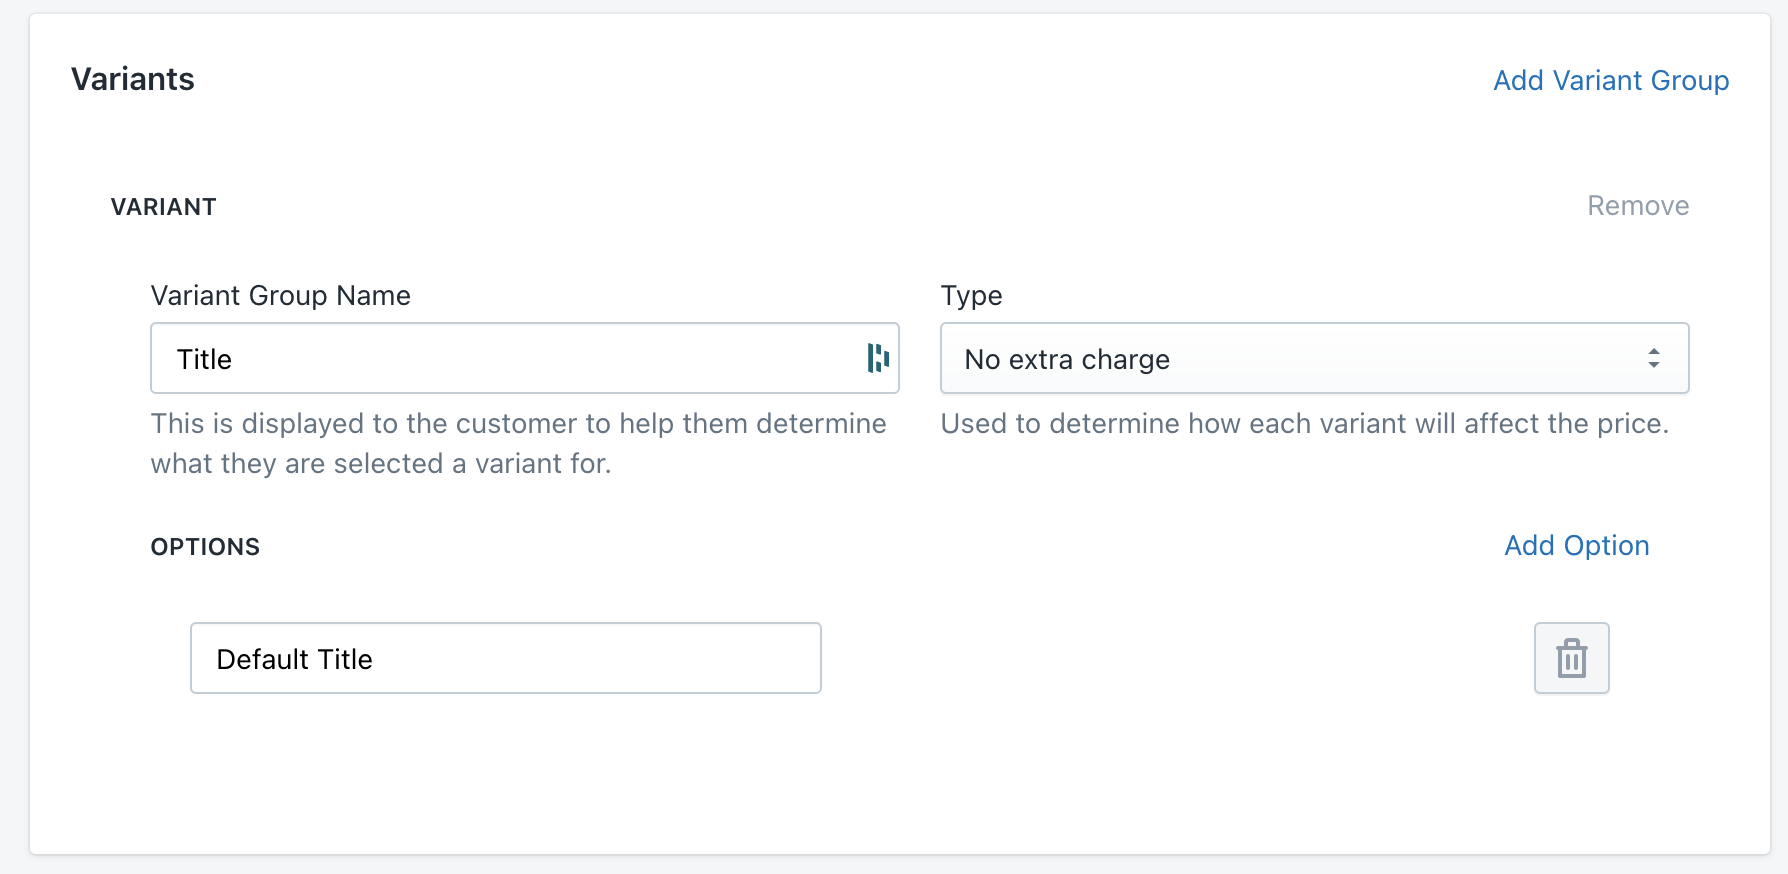 Variants
Add Variant Group
VARIANT
Remove
Variant Group Name
Type
Title
No extra charge
This is displayed to the customer to help them determine
what they are selected a variant for.
Used to determine how each variant will affect the price.
OPTIONS
Add Option
Default Title